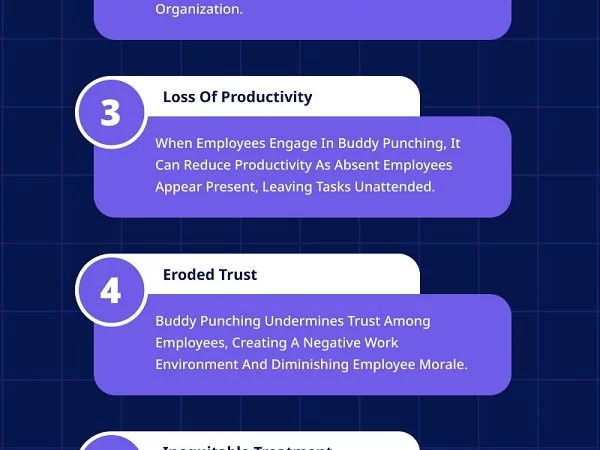 Organization.
3
Loss Of Productivity
When Employees Engage In Buddy Punching, It
Can Reduce Productivity As Absent Employees
Appear Present, Leaving Tasks Unattended.
4
Eroded Trust
Buddy Punching Undermines Trust Among
Employees, Creating A Negative Work
Environment And Diminishing Employee Morale.
Inequitable Treatment